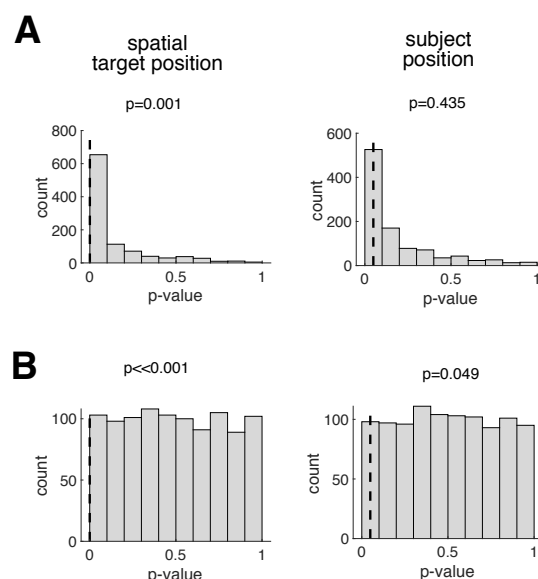 A
spatial
target position
subject
position
p=0.001
p=0.435
800
600
400
200
0
count
0
0.5
1
p-value
600
400
200
0
count
0
0.5
1
p-value
B
p<<0.001
p=0.049
100
50
0
count
0
0.5
1
p-value
100
50
0
count
0
0.5
1
p-value